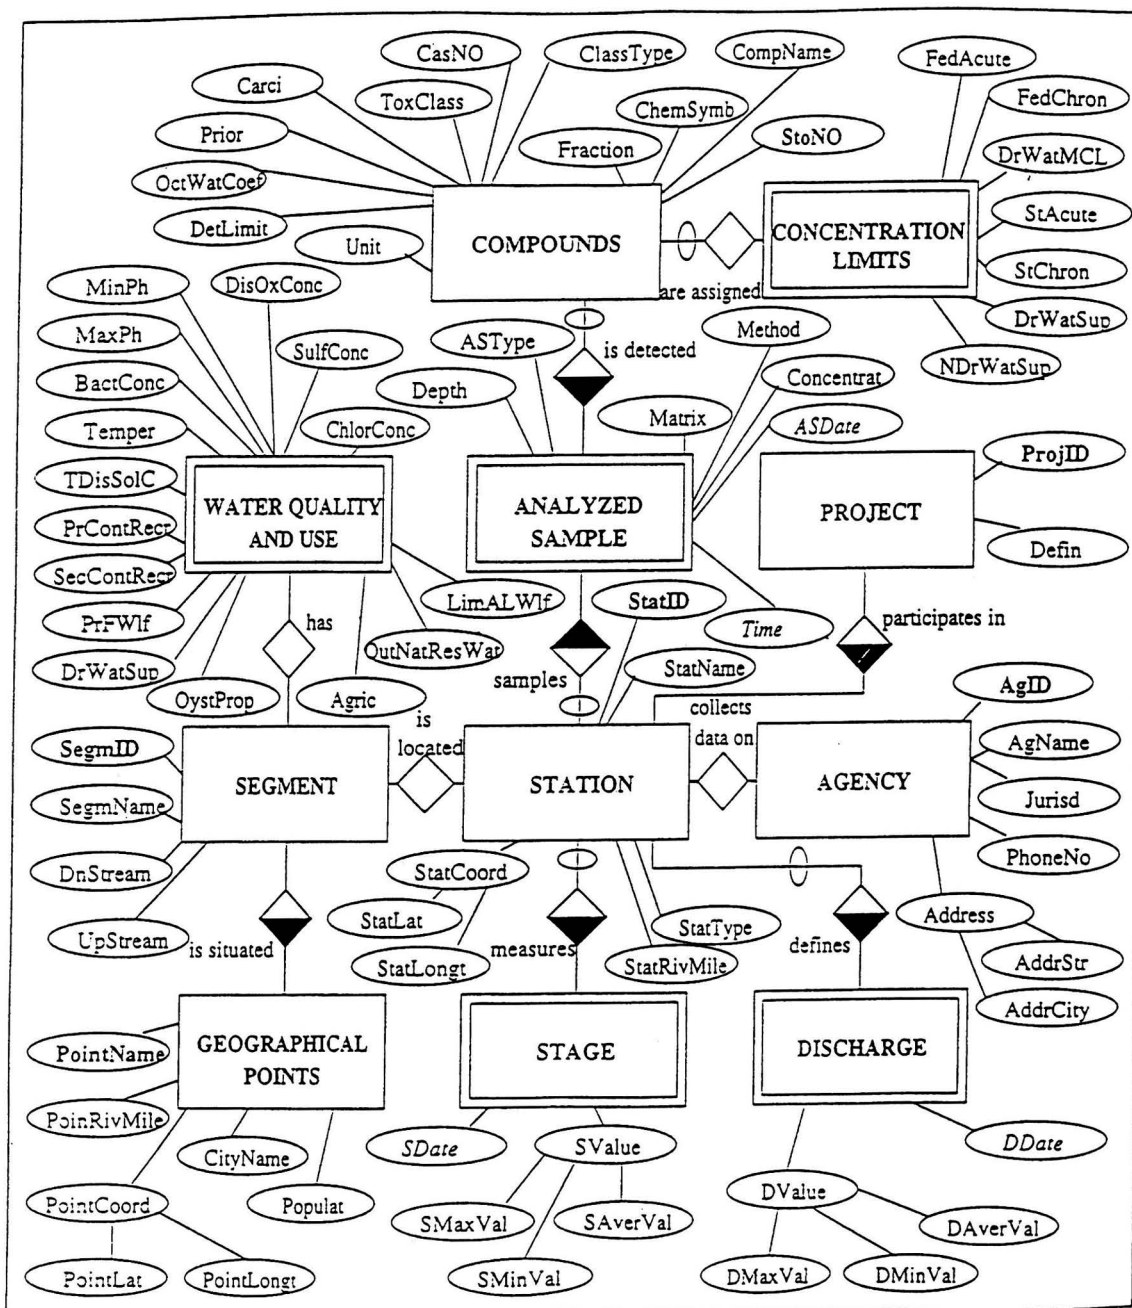 CasNO
ClassType
CompName
FedAcute
Carci
ToxClass
ChemSymb
FedChron
Prior
Fraction
StoNO
DrWatMCL
OctWatCoef
StAcute
DetLimit
Unit
COMPOUNDS
CONCENTRATION
LIMITS
StChron
MinPh
DisOxConc
are assigned
DrWatSup
MaxPh
SulfConc
ASType
is detected
Method
NDrWatSup
BactConc
Depth
Concentrat
Temper
ChlorConc
Matrix
ASDate
TDisSolC
WATER QUALITY
AND USE
ANALYZED
SAMPLE
PROJECT
ProjID
PrContRecr
Defin
SecContRecr
LimALWlf
StatID
PrFWlf
has
Time
participates in
DrWatSup
OutNatResWat
StatName
OystProp
Agric
samples
AgID
SegmID
is
located
collects
data on
AgName
SEGMENT
STATION
AGENCY
SegmName
Jurisd
DnStream
StatCoord
PhoneNo
StatLat
StatType
Address
UpStream
is situated
StatLongt
measures
StatRivMile
defines
AddrStr
AddrCity
PointName
GEOGRAPHICAL
POINTS
STAGE
DISCHARGE
PoinRivMile
CityName
SDate
SValue
DDate
PointCoord
Populat
SMaxVal
SAverVal
DValue
DAverVal
PointLat
PointLongt
SMinVal
DMaxVal
DMinVal